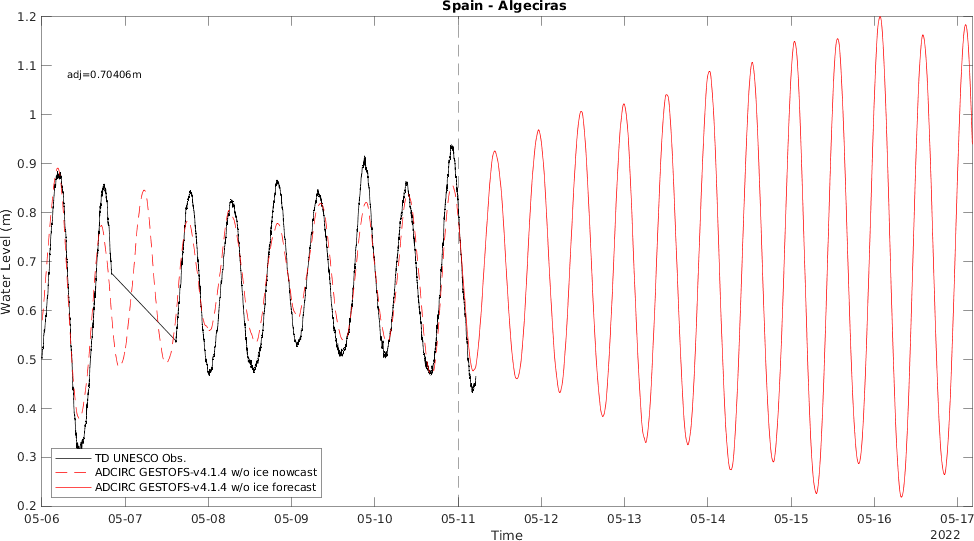 Spain - Algeciras
1.2
1.1
1
0.9
0.8
0.7
0.6
0.5
0.4
0.3
0.2
Water Level (m)
adj=0.70406m
TD UNESCO Obs.
ADCIRC GESTOFS-v4.1.4 w/o ice nowcast
ADCIRC GESTOFS-v4.1.4 w/o ice forecast
05-06 05-07 05-08 05-09 05-10 05-11 05-12 05-13 05-14 05-15 05-16 05-17
Time
2022